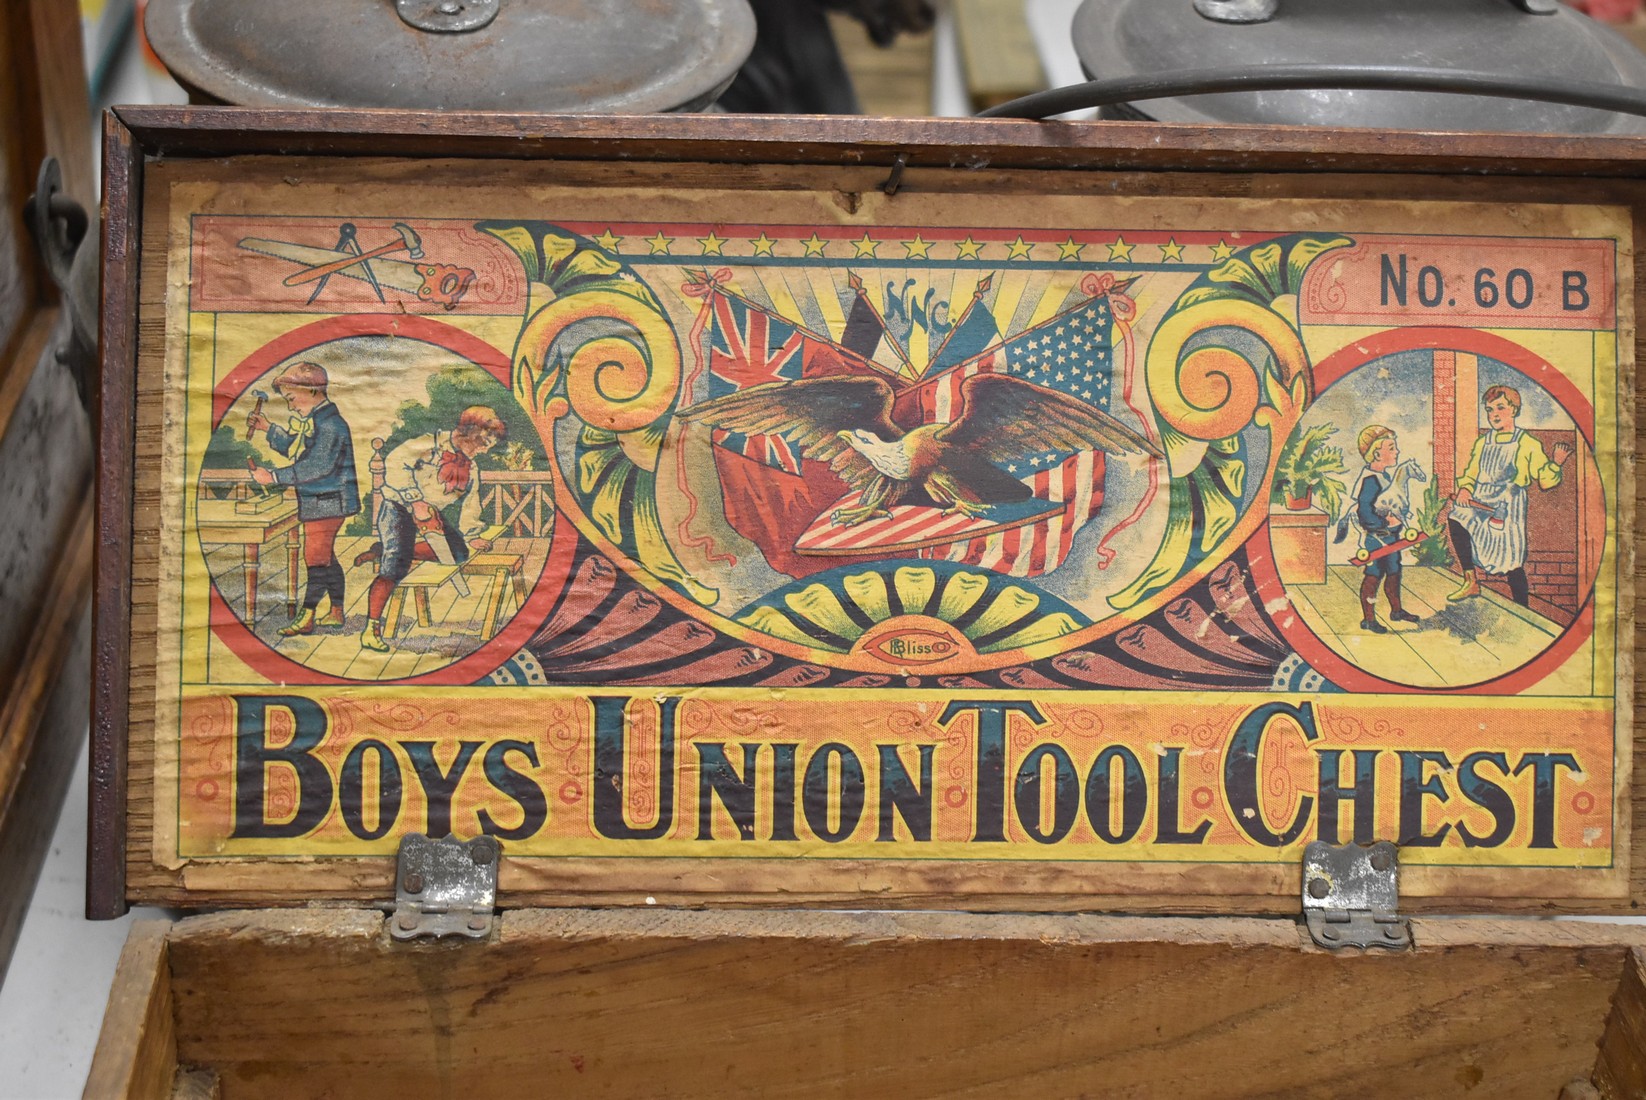 No. 60 B
NNC.
Bliss
BOYS UNION TOOL CHEST